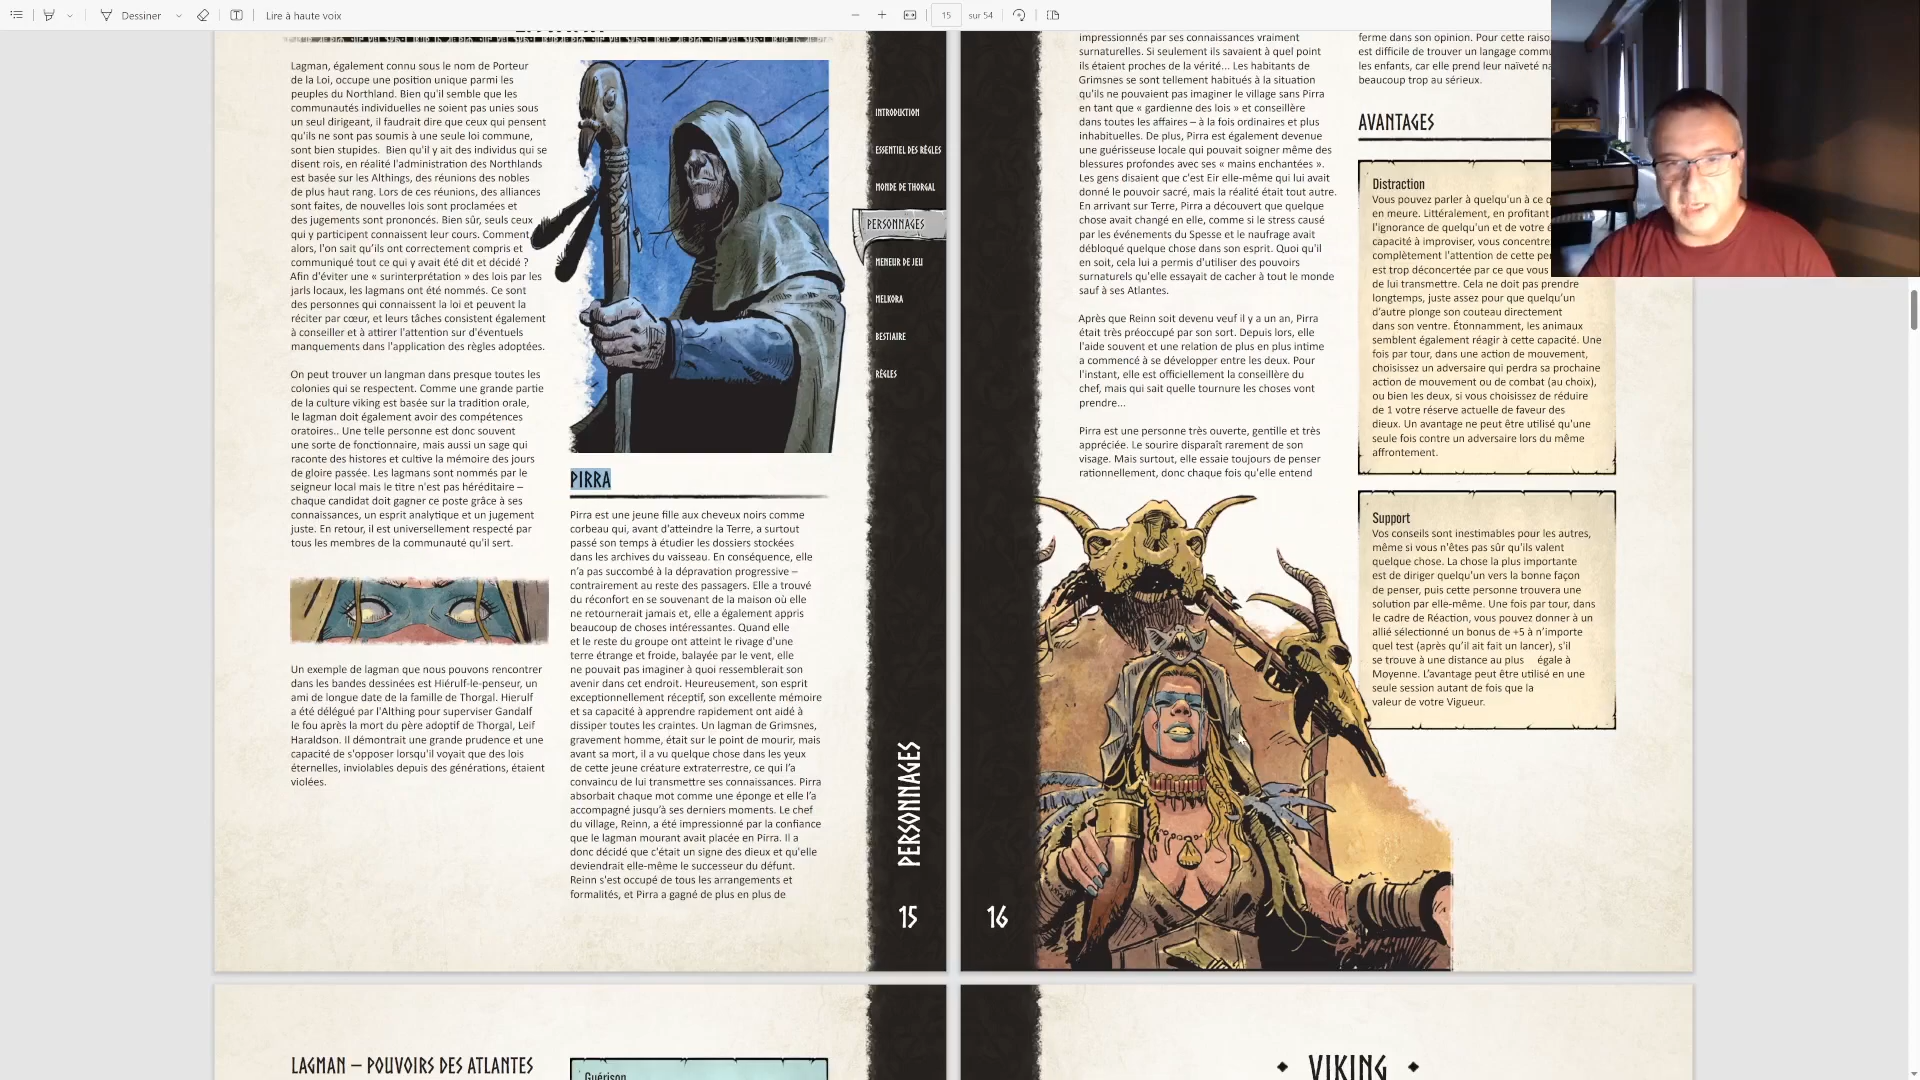 Dessiner
Lire à haute voix
15
sur 54
Lagman, également connu sous le nom de Porteur
de la Loi, occupe une position unique parmi les
peuples du Northland. Bien qu'il semble que les
communautés individuelles ne soient pas unies sous
un seul dirigeant, il faudrait dire que ceux qui pensent
qu'ils ne sont pas soumis à une seule loi commune,
sont bien stupides.  Bien qu'il y ait des individus qui se
disent rois, en réalité l'administration des Northlands
est basée sur les Althings, des réunions des nobles
de plus haut rang. Lors de ces réunions, des alliances
sont faites, de nouvelles lois sont proclamées et
des jugements sont prononcés. Bien sûr, seuls ceux
qui y participent connaissent leur cours. Comment
alors, l'on sait qu'ils ont correctement compris et
communiqué tout ce qui y avait été dit et décidé ?
Afin d'éviter une « surinterprétation » des lois par les
jarls locaux, les lagmans ont été nommés. Ce sont
des personnes qui connaissent la loi et peuvent la
réciter par cœur, et leurs tâches consistent également
à conseiller et à attirer l'attention sur d'éventuels
manquements dans l'application des règles adoptées.
On peut trouver un langman dans presque toutes les
colonies qui se respectent. Comme une grande partie
de la culture viking est basée sur la tradition orale,
le lagman doit également avoir des compétences
oratoires.. Une telle personne est donc souvent
une sorte de fonctionnaire, mais aussi un sage qui
raconte des histores et cultive la mémoire des jours
de gloire passée. Les lagmans sont nommés par le
seigneur local mais le titre n'est pas héréditaire –
chaque candidat doit gagner ce poste grâce à ses
connaissances, un esprit analytique et un jugement
juste. En retour, il est universellement respecté par
tous les membres de la communauté qu'il sert.
Un exemple de lagman que nous pouvons rencontrer
dans les bandes dessinées est Hiérulf-le-penseur, un
ami de longue date de la famille de Thorgal. Hierulf
a été délégué par l'Althing pour superviser Gandalf
le fou après la mort du père adoptif de Thorgal, Leif
Haraldson. Il démontrait une grande prudence et une
capacité de s'opposer lorsqu'il voyait que des lois
éternelles, inviolables depuis des générations, étaient
violées.
PIRRA
Pirra est une jeune fille aux cheveux noirs comme
corbeau qui, avant d'atteindre la Terre, a surtout
passé son temps à étudier les dossiers stockées
dans les archives du vaisseau. En conséquence, elle
n'a pas succombé à la dépravation progressive –
contrairement au reste des passagers. Elle a trouvé
du réconfort en se souvenant de la maison où elle
ne retournerait jamais et, elle a également appris
beaucoup de choses intéressantes. Quand elle
et le reste du groupe ont atteint le rivage d'une
terre étrange et froide, balayée par le vent, elle
ne pouvait pas imaginer à quoi ressemblerait son
avenir dans cet endroit. Heureusement, son esprit
exceptionnellement réceptif, son excellente mémoire
et sa capacité à apprendre rapidement ont aidé à
dissiper toutes les craintes. Un lagman de Grimsnes,
gravement homme, était sur le point de mourir, mais
avant sa mort, il a vu quelque chose dans les yeux
de cette jeune créature extraterrestre, ce qui l'a
convaincu de lui transmettre ses connaissances. Pirra
absorbait chaque mot comme une éponge et elle l'a
accompagné jusqu'à ses derniers moments. Le chef
du village, Reinn, a été impressionné par la confiance
que le lagman mourant avait placée en Pirra. Il a
donc décidé que c'était un signe des dieux et qu'elle
deviendrait elle-même le successeur du défunt.
Reinn s'est occupé de tous les arrangements et
formalités, et Pirra a gagné de plus en plus de
INTRODUCTION
ESSENTIEL DES RÈGLES
MONDE DE THORGAL
PERSONNAGES
MENEUR DE JEU
MELKORA
BESTIAIRE
RÈGLES
PERSONNAGES
15
impressionnés par ses connaissances vraiment
surnaturelles. Si seulement ils savaient à quel point
ils étaient proches de la vérité... Les habitants de
Grimsnes se sont tellement habitués à la situation
qu'ils ne pouvaient pas imaginer le village sans Pirra
en tant que « gardienne des lois » et conseillère
dans toutes les affaires – à la fois ordinaires et plus
inhabituelles. De plus, Pirra est également devenue
une guérisseuse locale qui pouvait soigner même des
blessures profondes avec ses « mains enchantées ».
Les gens disaient que c'est Eir elle-même qui lui avait
donné le pouvoir sacré, mais la réalité était tout autre.
En arrivant sur Terre, Pirra a découvert que quelque
chose avait changé en elle, comme si le stress causé
par les événements du Spesse et le naufrage avait
débloqué quelque chose dans son esprit. Quoi qu'il
en soit, cela lui a permis d'utiliser des pouvoirs
surnaturels qu'elle essayait de cacher à tout le monde
sauf à ses Atlantes.
Après que Reinn soit devenu veuf il y a un an, Pirra
était très préoccupé par son sort. Depuis lors, elle
l'aide souvent et une relation de plus en plus intime
a commencé à se développer entre les deux. Pour
l'instant, elle est officiellement la conseillère du
chef, mais qui sait quelle tournure les choses vont
prendre...
Pirra est une personne très ouverte, gentille et très
appréciée. Le sourire disparaît rarement de son
visage. Mais surtout, elle essaie toujours de penser
rationnellement, donc chaque fois qu'elle entend
16
ferme dans son opinion. Pour cette raiso
est difficile de trouver un langage commu
les enfants, car elle prend leur naïveté na
beaucoup trop au sérieux.
AVANTAGES
Distraction
Vous pouvez parler à quelqu'un à ce q
en meure. Littéralement, en profitant
l'ignorance de quelqu'un et de votre é
capacité à improviser, vous concentre
complètement l'attention de cette pe
est trop déconcertée par ce que vous
de lui transmettre. Cela ne doit pas prendre
longtemps, juste assez pour que quelqu'un
d'autre plonge son couteau directement
dans son ventre. Étonnamment, les animaux
semblent également réagir à cette capacité. Une
fois par tour, dans une action de mouvement,
choisissez un adversaire qui perdra sa prochaine
action de mouvement ou de combat (au choix),
ou bien les deux, si vous choisissez de réduire
de 1 votre réserve actuelle de faveur des
dieux. Un avantage ne peut être utilisé qu'une
seule fois contre un adversaire lors du même
affrontement.
Support
Vos conseils sont inestimables pour les autres,
même si vous n'êtes pas sûr qu'ils valent
quelque chose. La chose la plus importante
est de diriger quelqu'un vers la bonne façon
de penser, puis cette personne trouvera une
solution par elle-même. Une fois par tour, dans
le cadre de Réaction, vous pouvez donner à un
allié sélectionné un bonus de +5 à n'importe
quel test (après qu'il ait fait un lancer), s'il
se trouve à une distance au plus    égale à
Moyenne. L'avantage peut être utilisé en une
seule session autant de fois que la
valeur de votre Vigueur.
LAGMAN – POUVOIRS DES ATLANTES
Guérison
VIKING